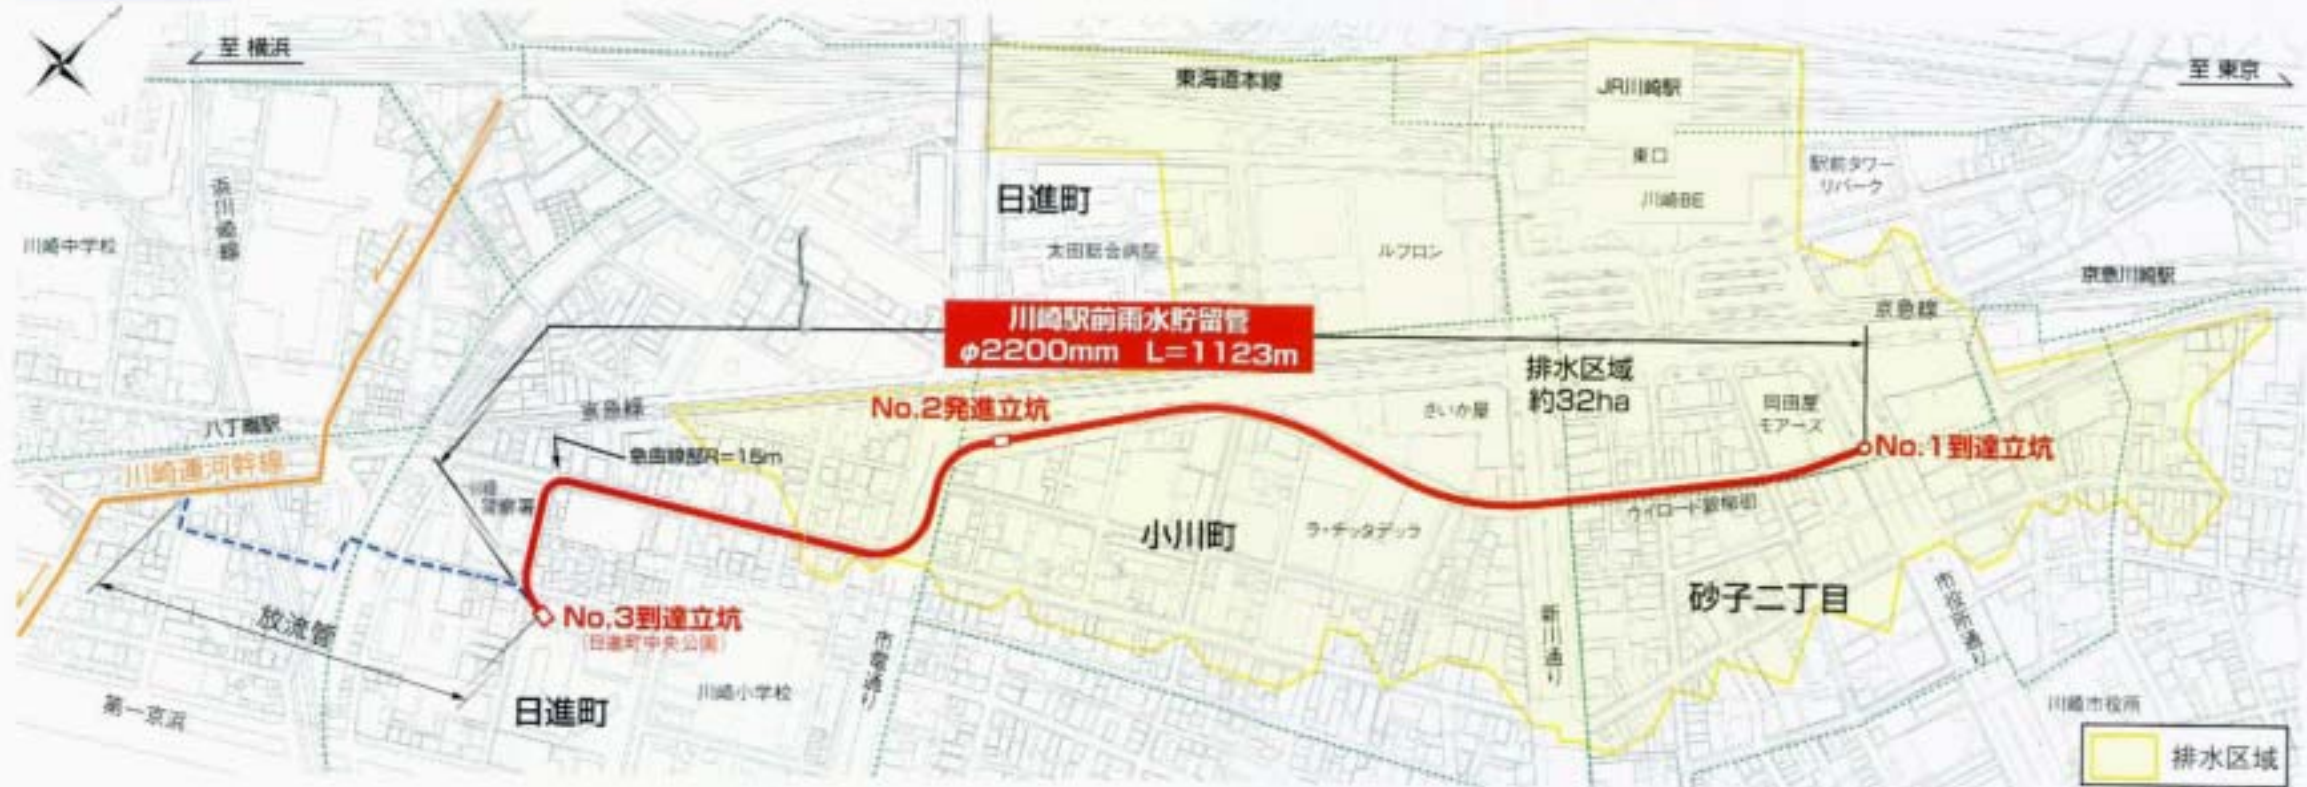 至 横浜
至 東京
東海道本線
JR川崎駅
東口
川崎BE
駅前タワー
リパーク
日進町
太田総合病院
ルフロン
京急川崎駅
京急線
川崎中学校
浜川崎線
川崎駅前雨水貯留管
φ2200mm L=1123m
排水区域
約32ha
さいか屋
岡田屋
モアーズ
No.1到達立坑
No.2発進立坑
京急線
八丁畷駅
川崎運河幹線
急曲線部R=15m
警察署
小川町
ラ・チッタデッラ
ウイロード銀柳街
砂子二丁目
新川通り
市役所通り
No.3到達立坑
(日進町中央公園)
放流管
市電通り
川崎小学校
日進町
第一京浜
川崎市役所
排水区域